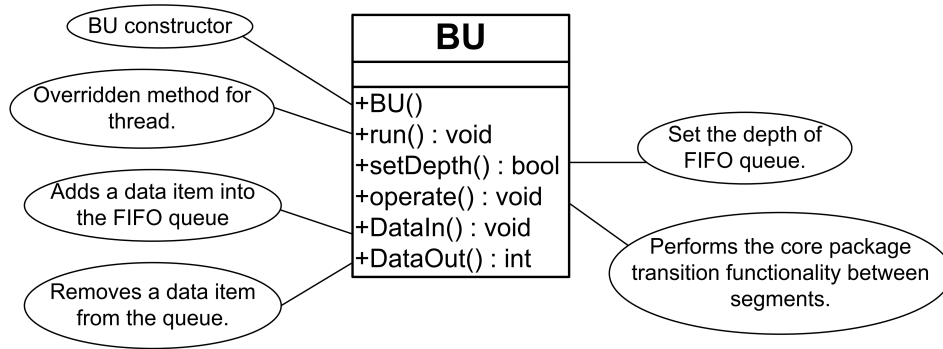 BU constructor
Overridden method for
thread.
Adds a data item into
the FIFO queue
Removes a data item
from the queue.
BU
+BU()
+run() : void
+setDepth() : bool
+operate() : void
+DataIn() : void
+DataOut() : int
Set the depth of
FIFO queue.
Performs the core package
transition functionality between
segments.